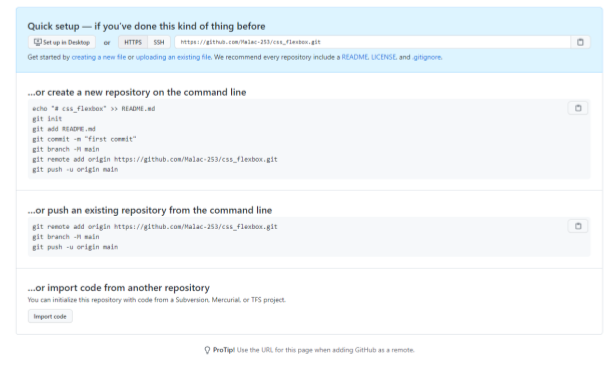 Quick setup — if you've done this kind of thing before
Set up in Desktop or HTTPS SSH https://github.com/Malac-253/css_flexbox.git
Get started by creating a new file or uploading an existing file. We recommend every repository include a README, LICENSE, and .gitignore.
...or create a new repository on the command line
echo "# css_flexbox" >> README.md
git init
git add README.md
git commit -m "first commit"
git branch -M main
git remote add origin https://github.com/Malac-253/css_flexbox.git
git push -u origin main
...or push an existing repository from the command line
git remote add origin https://github.com/Malac-253/css_flexbox.git
git branch -M main
git push -u origin main
...or import code from another repository
You can initialize this repository with code from a Subversion, Mercurial, or TFS project.
Import code
ProTip! Use the URL for this page when adding GitHub as a remote.